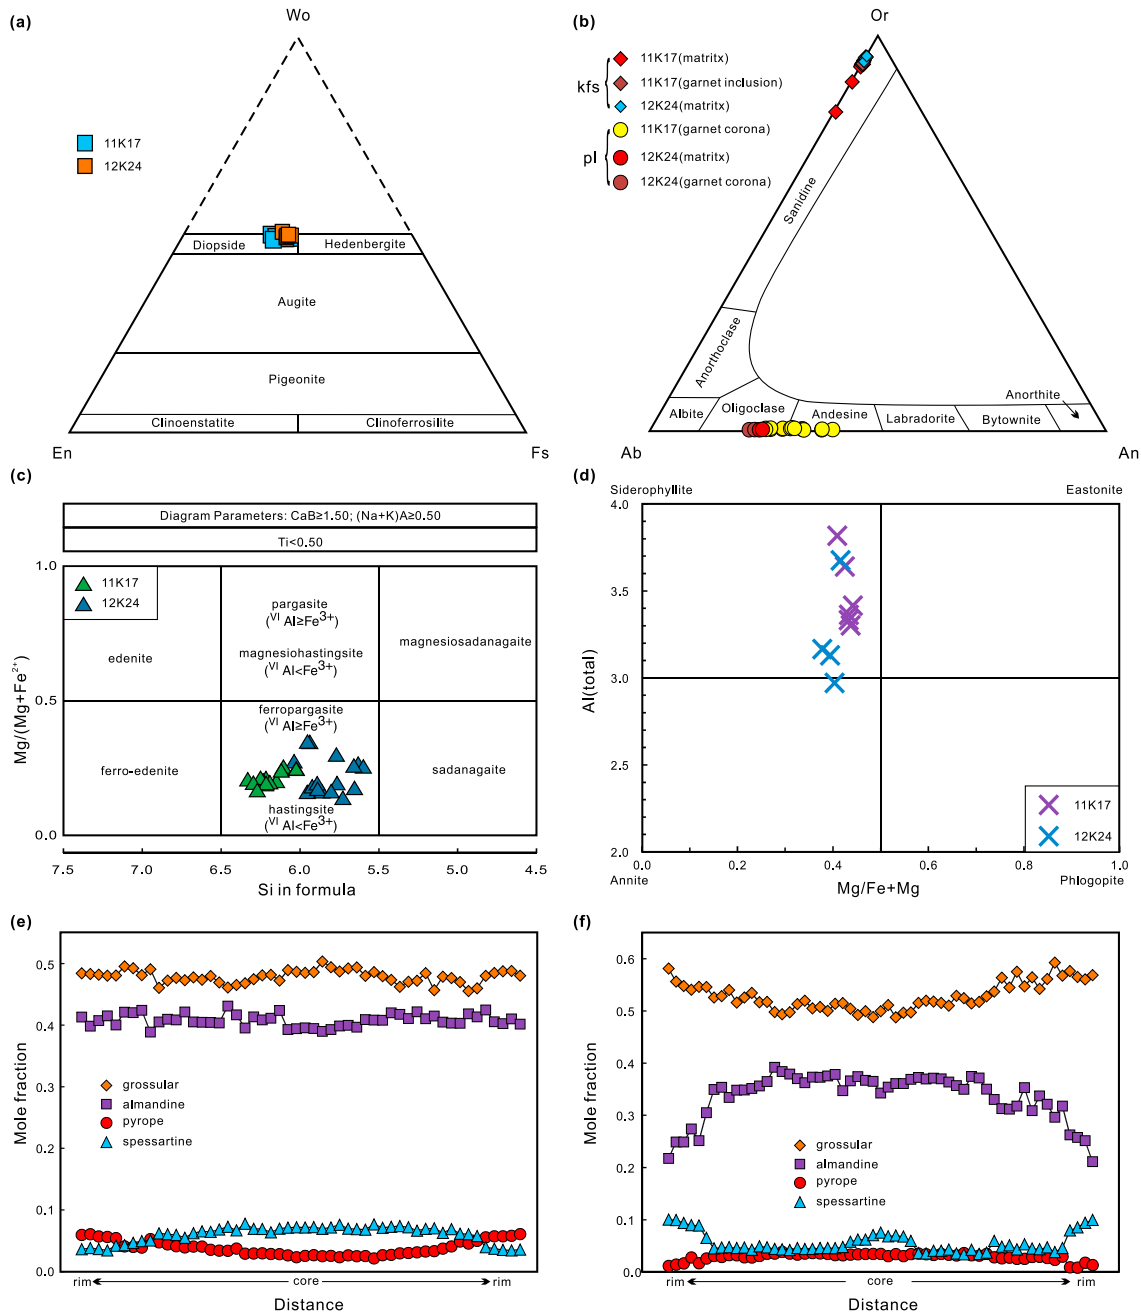 (a)
Wo
11K17
12K24
Diopside
Hedenbergite
Augite
Pigeonite
Clinoenstatite
Clinoferrosilite
En
Fs
(b)
Or
kfs
11K17(matritx)
11K17(garnet inclusion)
12K24(matritx)
pl
11K17(garnet corona)
12K24(matritx)
12K24(garnet corona)
Sanidine
Anorthoclase
Albite
Oligoclase
Andesine
Labradorite
Bytownite
Anorthite
Ab
An
(c)
Diagram Parameters: CaB≥1.50; (Na+K)A≥0.50
Ti<0.50
1.0
0.5
0.0
Mg/(Mg+Fe²⁺)
11K17
12K24
pargasite
(VI Al≥Fe3+)
edenite
magnesiohastingsite
(VI Al<Fe3+)
magnesiosadanagaite
ferropargasite
(VI Al≥Fe3+)
ferro-edenite
sadanagaite
hastingsite
(VI Al<Fe3+)
7.5 7.0 6.5 6.0 5.5 5.0 4.5
Si in formula
(d)
Siderophyllite
Eastonite
4.0
3.5
3.0
2.5
2.0
Al(total)
11K17
12K24
0.0 0.2 0.4 0.6 0.8 1.0
Annite
Mg/Fe+Mg
Phlogopite
(e)
0.5
0.4
0.3
0.2
0.1
0.0
Mole fraction
grossular
almandine
pyrope
spessartine
rim
core
rim
Distance
(f)
0.6
0.5
0.4
0.3
0.2
0.1
0.0
Mole fraction
grossular
almandine
pyrope
spessartine
rim
core
rim
Distance